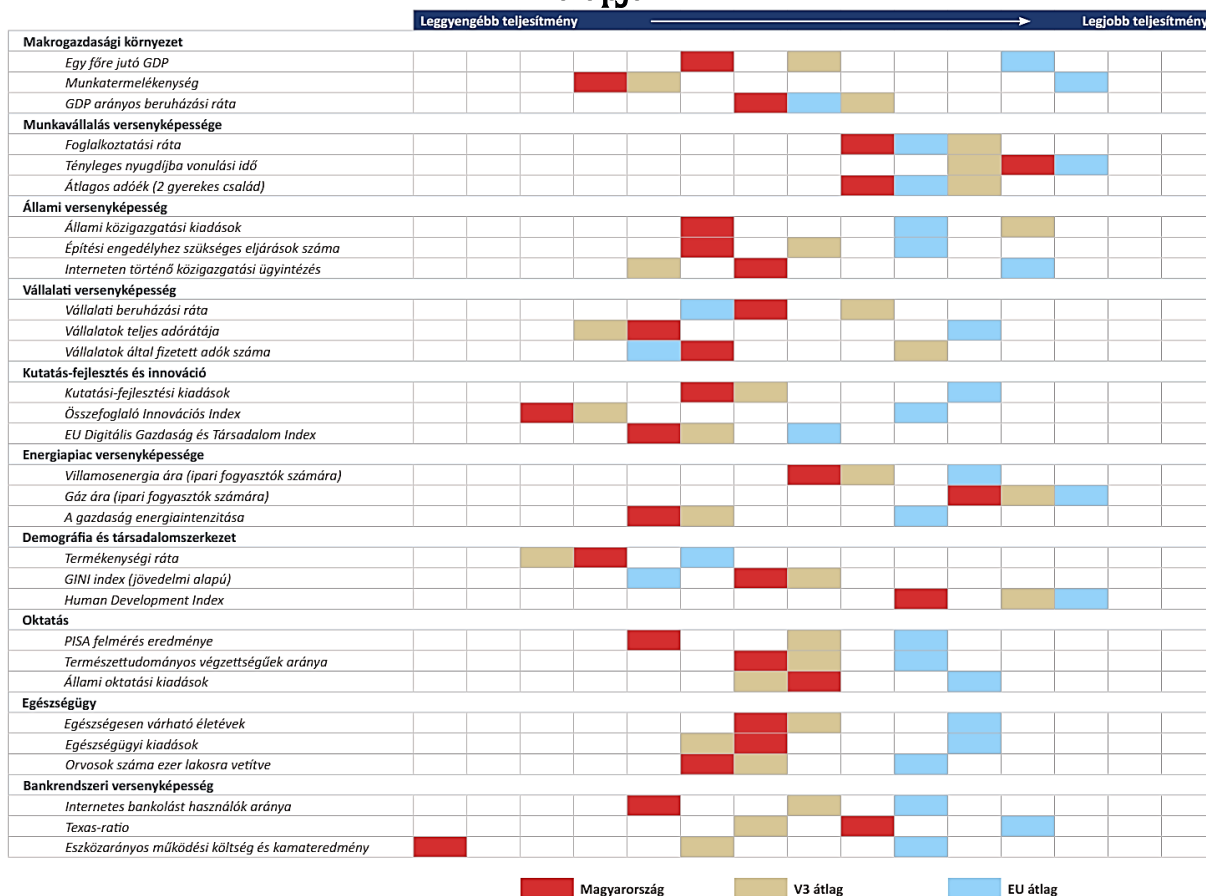 Leggyengébb teljesítmény Legjobb teljesítmény
Makrogazdasági környezet
Egy főre jutó GDP
Munkatermelékenység
GDP arányos beruházási ráta
Munkavállalás versenyképessége
Foglalkoztatási ráta
Tényleges nyugdíjba vonulási idő
Átlagos adóék (2 gyerekes család)
Állami versenyképesség
Állami közigazgatási kiadások
Építési engedélyhez szükséges eljárások száma
Interneten történő közigazgatási ügyintézés
Vállalati versenyképesség
Vállalati beruházási ráta
Vállalatok teljes adórátája
Vállalatok által fizetett adók száma
Kutatás-fejlesztés és innováció
Kutatási-fejlesztési kiadások
Összefoglaló Innovációs Index
EU Digitális Gazdaság és Társadalom Index
Energiapiac versenyképessége
Villamosenergia ára (ipari fogyasztók számára)
Gáz ára (ipari fogyasztók számára)
A gazdaság energiaintenzitása
Demográfia és társadalomszerkezet
Termékenységi ráta
GINI index (jövedelmi alapú)
Human Development Index
Oktatás
PISA felmérés eredménye
Természettudományos végzettségűek aránya
Állami oktatási kiadások
Egészségügy
Egészségesen várható életévek
Egészségügyi kiadások
Orvosok száma ezer lakosra vetítve
Bankrendszeri versenyképesség
Internetes bankolást használók aránya
Texas-ratio
Eszközarányos működési költség és kamateredmény
Magyarország V3 átlag EU átlag